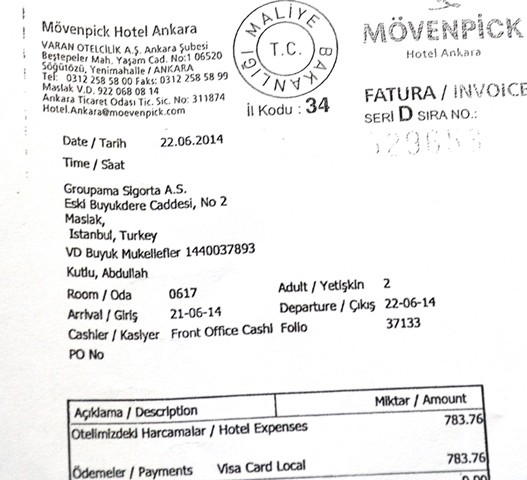 Mövenpick Hotel Ankara
VARAN OTELCİLİK A.Ş. Ankara Şubesi
Beştepeler Mah. Yaşam Cad. No:1 06520
Söğütözü, Yenimahalle / ANKARA
Tel: 0312 258 58 00 Faks: 0312 258 58 99
Maslak V.D. 922 068 08 14
Ankara Ticaret Odası Tic. Sic. No: 311874
Hotel.Ankara@moevenpick.com
MALİYE BAKANLIĞI
T.C.
İl Kodu : 34
MÖVENPICK
Hotel Ankara
FATURA / INVOICE
SERİ D SIRA NO.:
Date / Tarih 22.06.2014
Time / Saat
Groupama Sigorta A.S.
Eski Buyukdere Caddesi, No 2
Maslak,
Istanbul, Turkey
VD Buyuk Mukellefler 1440037893
Kutlu, Abdullah
Room / Oda 0617 Adult / Yetişkin 2
Arrival / Giriş 21-06-14 Departure / Çıkış 22-06-14
Cashier / Kasiyer Front Office Cashi Folio 37133
PO No
Açıklama / Description Miktar / Amount
Otelimizdeki Harcamalar / Hotel Expenses 783.76
Ödemeler / Payments Visa Card Local 783.76